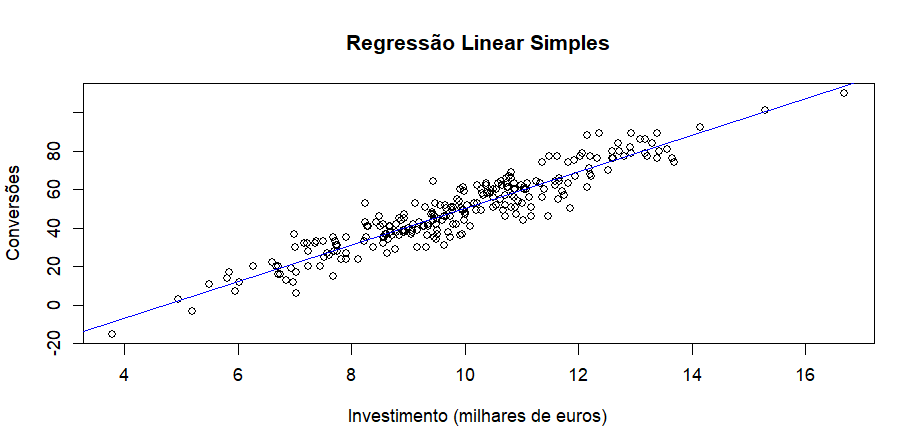 Regressão Linear Simples
Conversões
80
60
40
20
0
-20
4 6 8 10 12 14 16
Investimento (milhares de euros)